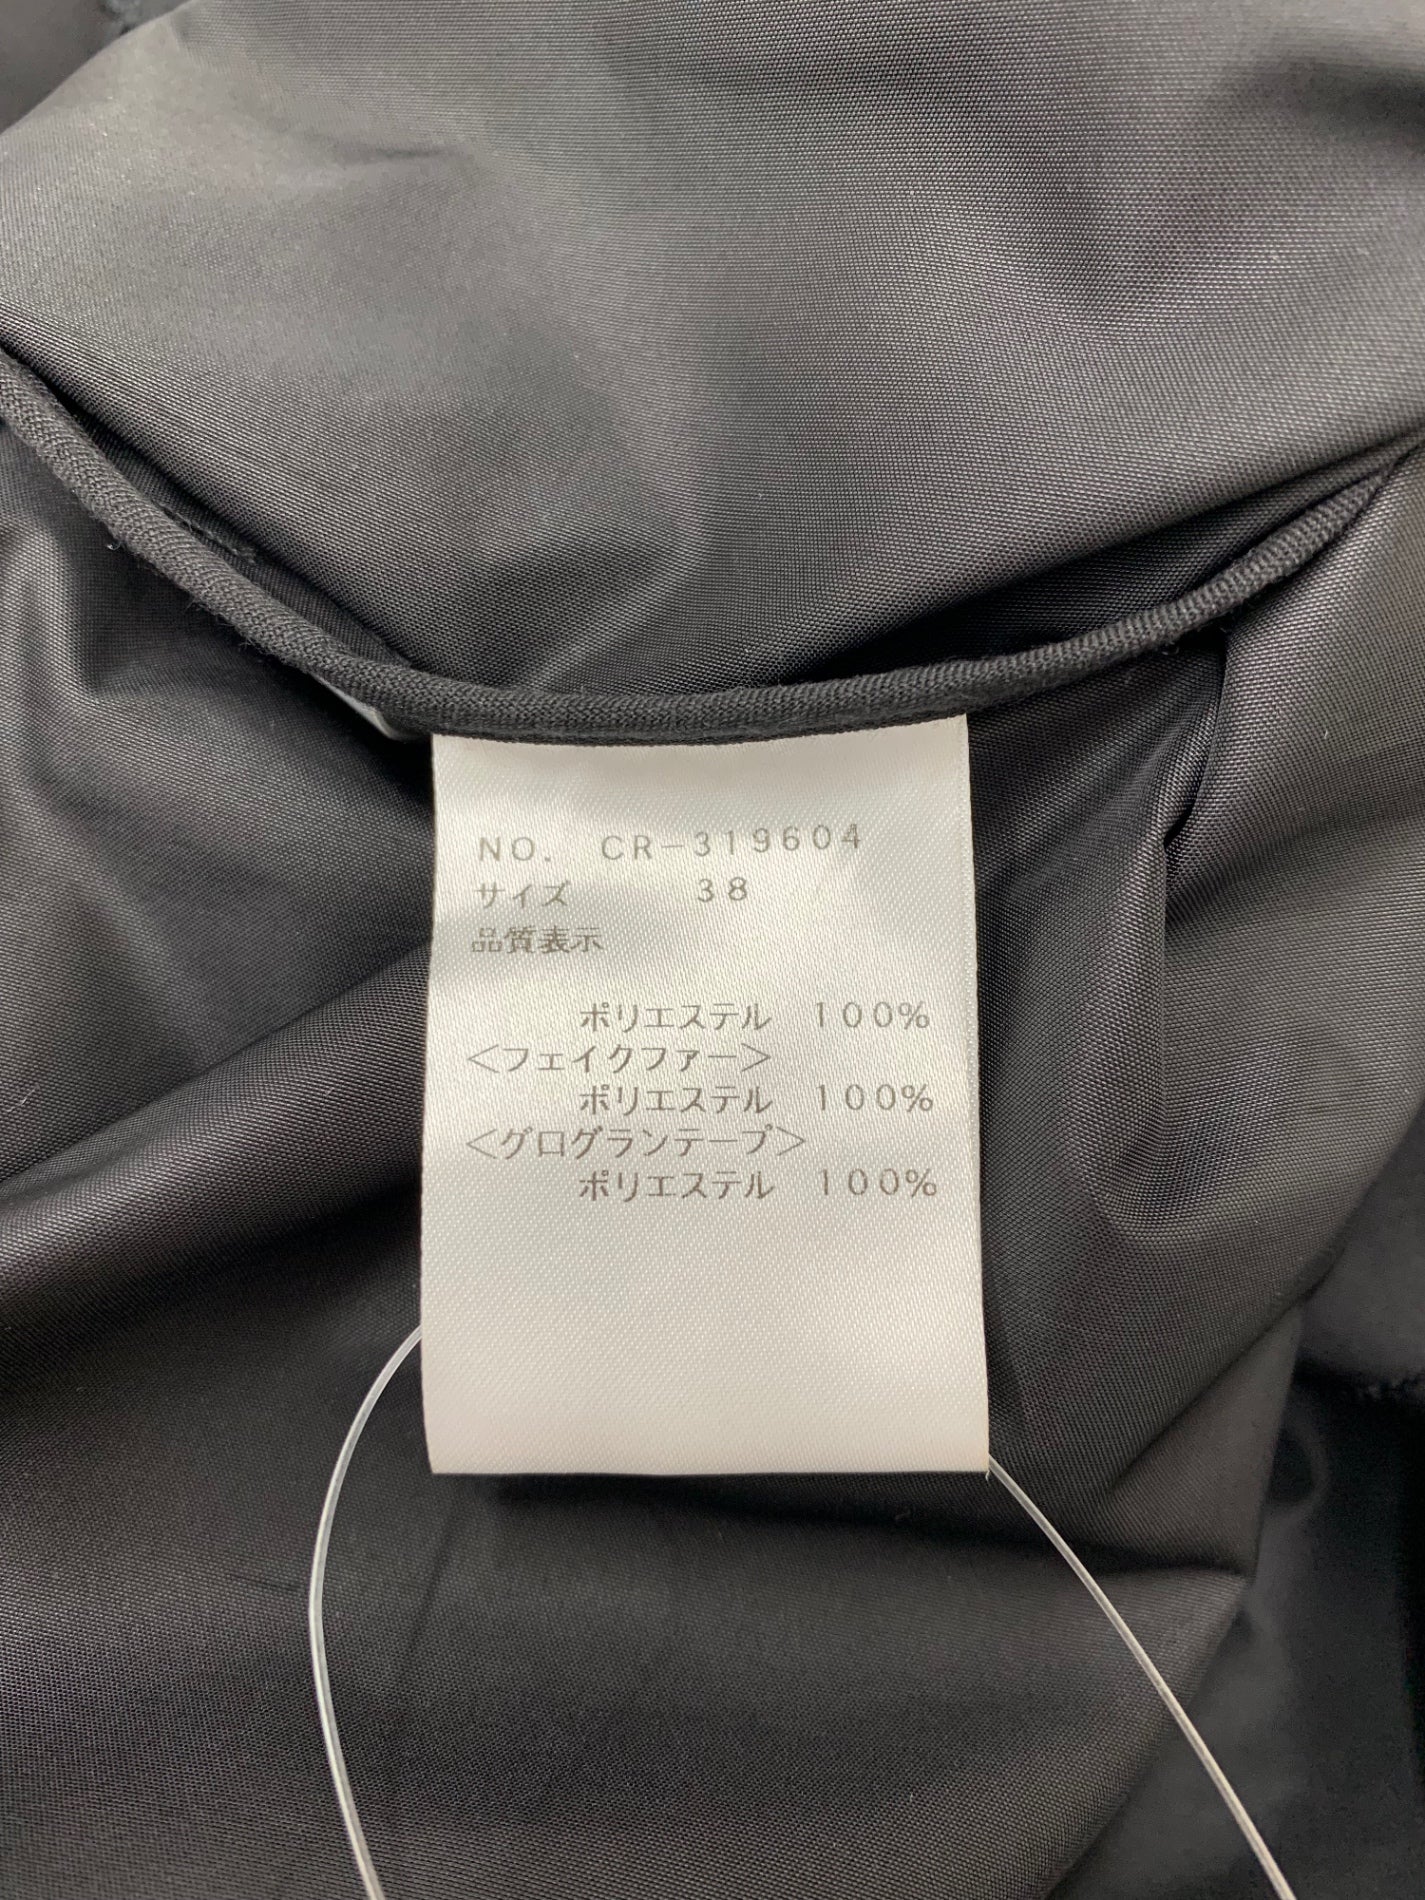 NO. CR-319604
サイズ 38
品質表示
ポリエステル 100%
<フェイクファー>
ポリエステル 100%
<グログランテープ>
ポリエステル 100%